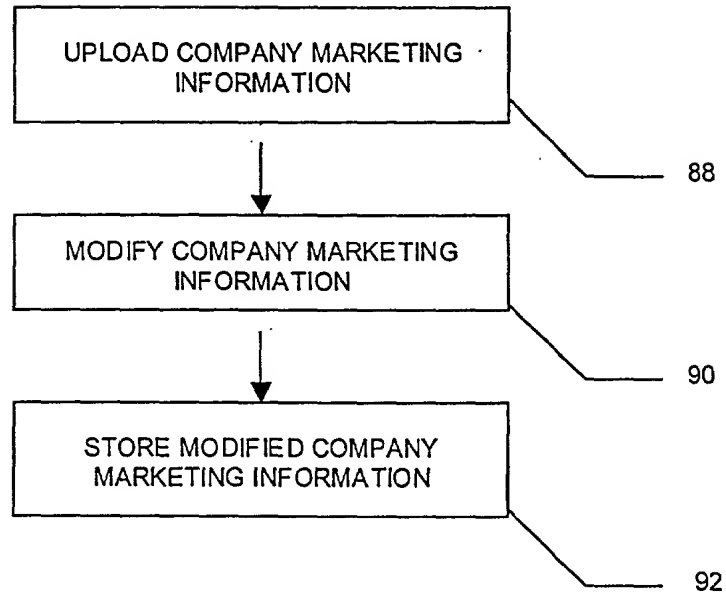 UPLOAD COMPANY MARKETING
INFORMATION
88
MODIFY COMPANY MARKETING
INFORMATION
90
STORE MODIFIED COMPANY
MARKETING INFORMATION
92